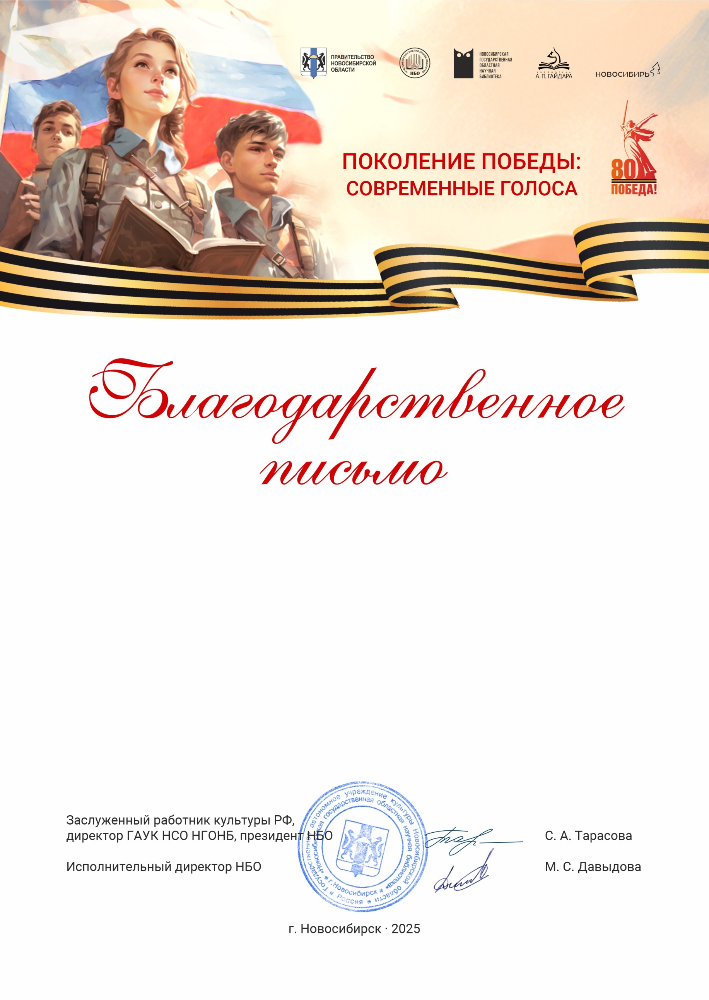 ПРАВИТЕЛЬСТВО
НОВОСИБИРСКОЙ
ОБЛАСТИ
НОВОСИБИРСКОЕ БИБЛИОТЕЧНОЕ ОБЩЕСТВО
НБО
НОВОСИБИРСКАЯ
ГОСУДАРСТВЕННАЯ
ОБЛАСТНАЯ
НАУЧНАЯ
БИБЛИОТЕКА
БИБЛИОТЕКА
А. П. ГАЙДАРА
НОВОСИБИРЬ
ПОКОЛЕНИЕ ПОБЕДЫ:
СОВРЕМЕННЫЕ ГОЛОСА
80
ПОБЕДА!
Благодарственное
письмо
Заслуженный работник культуры РФ,
директор ГАУК НСО НГОНБ, президент НБО
С. А. Тарасова
Исполнительный директор НБО
М. С. Давыдова
Государственное автономное учреждение культуры Новосибирской области * Россия *
«Новосибирская государственная областная научная библиотека» * г.Новосибирск *
г. Новосибирск · 2025